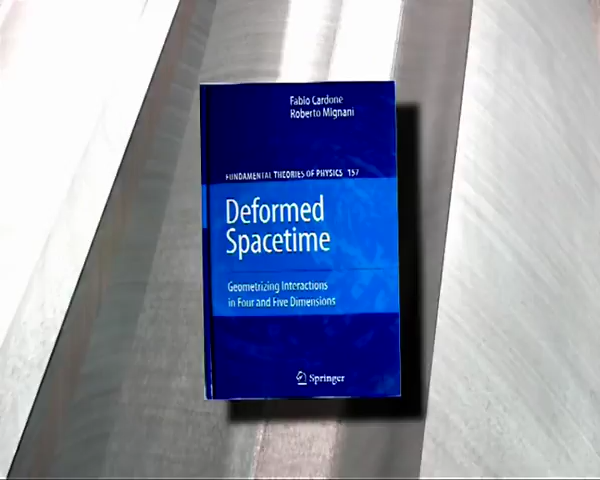 Fabio Cardone
Roberto Mignani
FUNDAMENTAL THEORIES OF PHYSICS 157
Deformed
Spacetime
Geometrizing Interactions
in Four and Five Dimensions
Springer